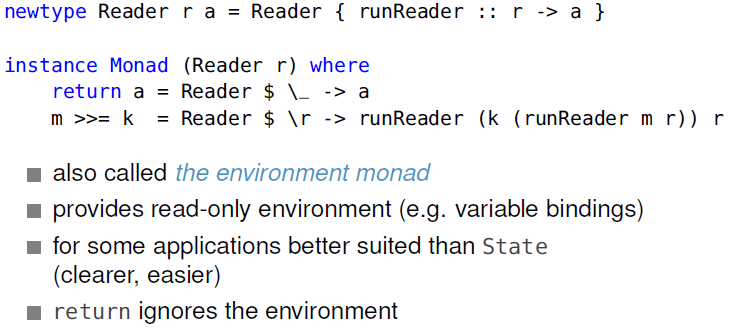 newtype Reader r a = Reader { runReader :: r -> a }
instance Monad (Reader r) where
    return a = Reader $ \_ -> a
    m >>= k  = Reader $ \r -> runReader (k (runReader m r)) r
also called the environment monad
provides read-only environment (e.g. variable bindings)
for some applications better suited than State
(clearer, easier)
return ignores the environment